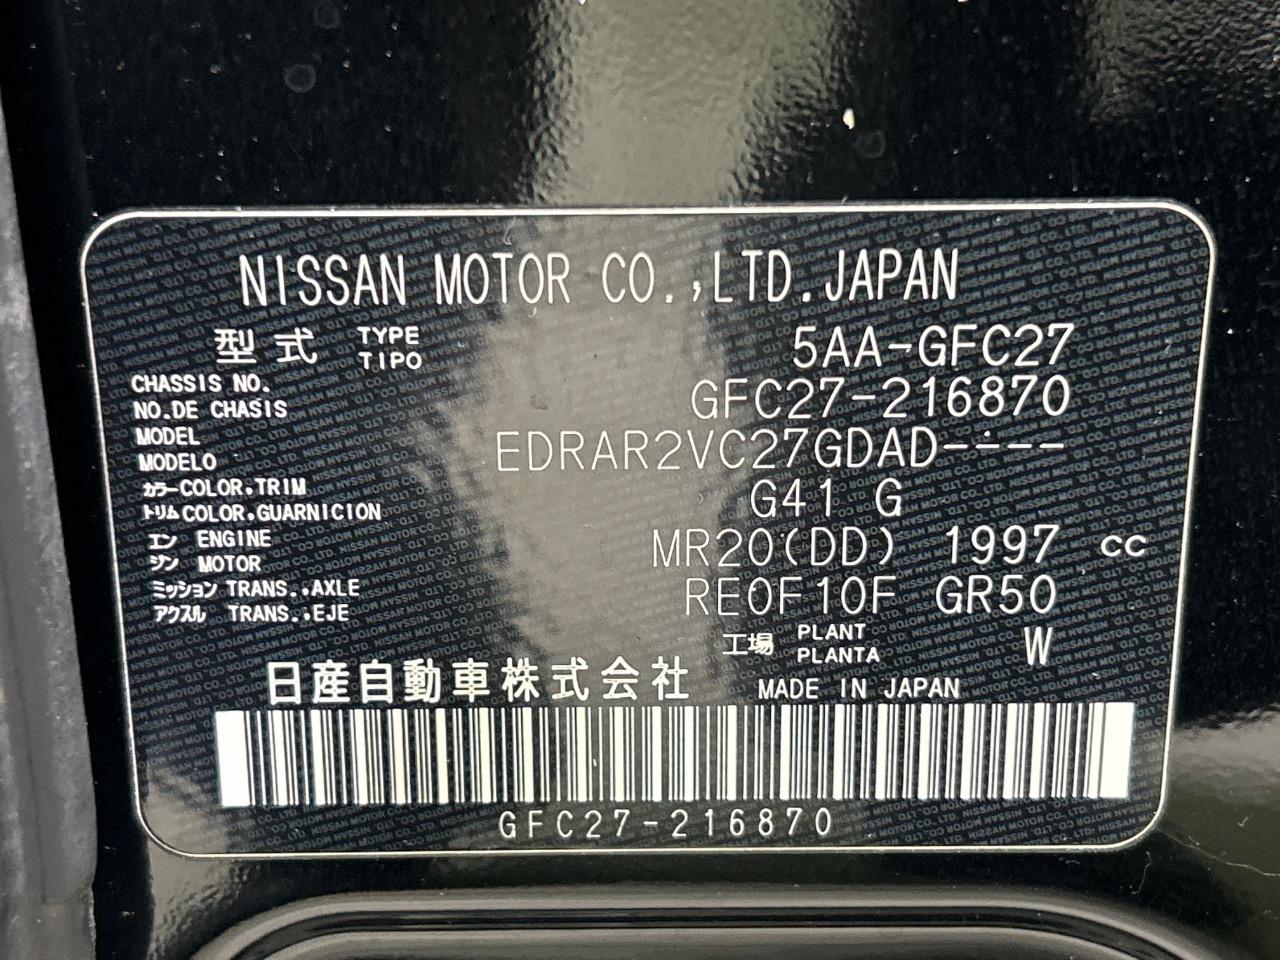 NISSAN MOTOR CO.,LTD.JAPAN
型式 TYPE TIPO 5AA-GFC27
CHASSIS NO. NO.DE CHASIS GFC27-216870
MODEL MODELO EDRAR2VC27GDAD----
カラー COLOR.TRIM トリム COLOR.GUARNICION G41 G
エン ENGINE ジン MOTOR MR20(DD) 1997 cc
ミッション TRANS..AXLE アクスル TRANS..EJE RE0F10F GR50
工場 PLANT PLANTA W
日産自動車株式会社 MADE IN JAPAN
GFC27-216870